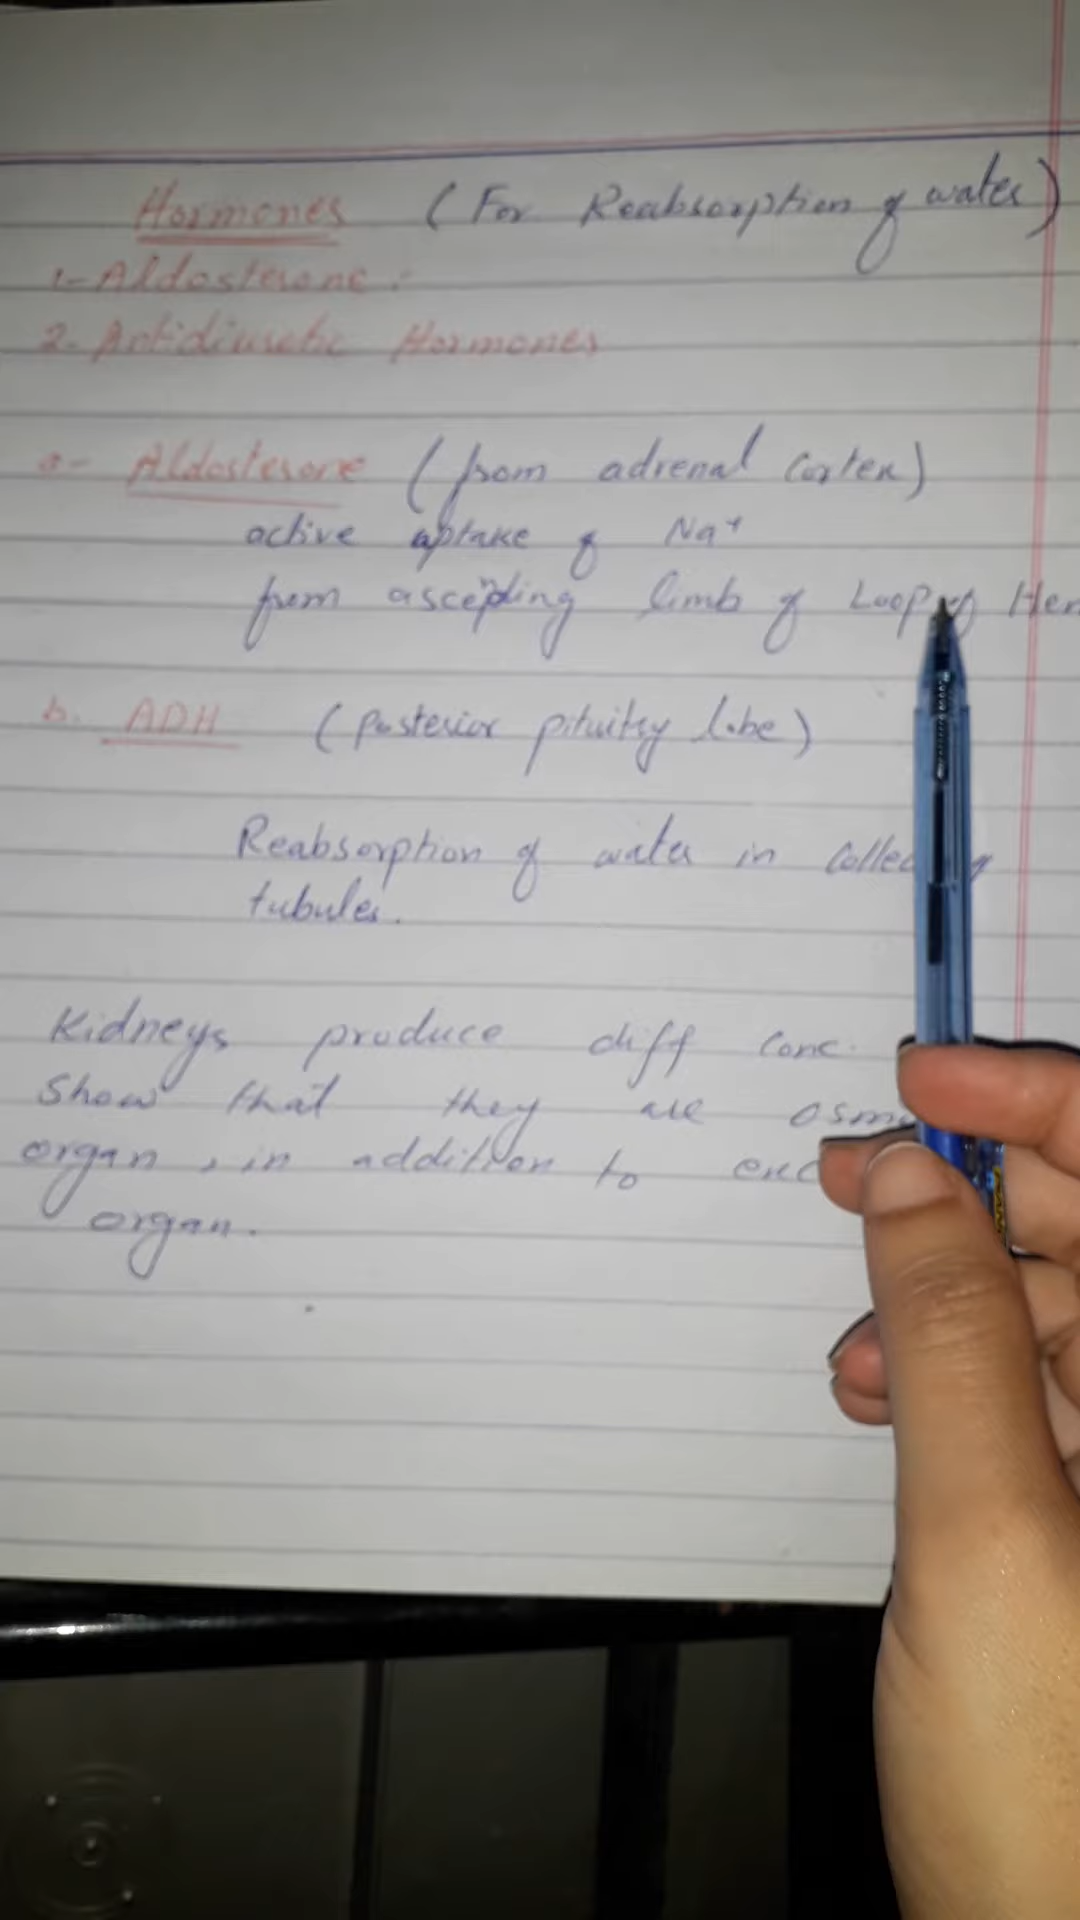 Hormones (For Reabsorption of water)
1- Aldosterone :
2. Antidiuretic Hormones
a- Aldosterone (from adrenal Cortex)
active uptake of Na+
from ascending limb of Loop of Hen
b. ADH (Posterior pituitry lobe)
Reabsorption of water in
tubules.
Kidneys produce diff conc.
Show that they are
organ, in addition to
organ.